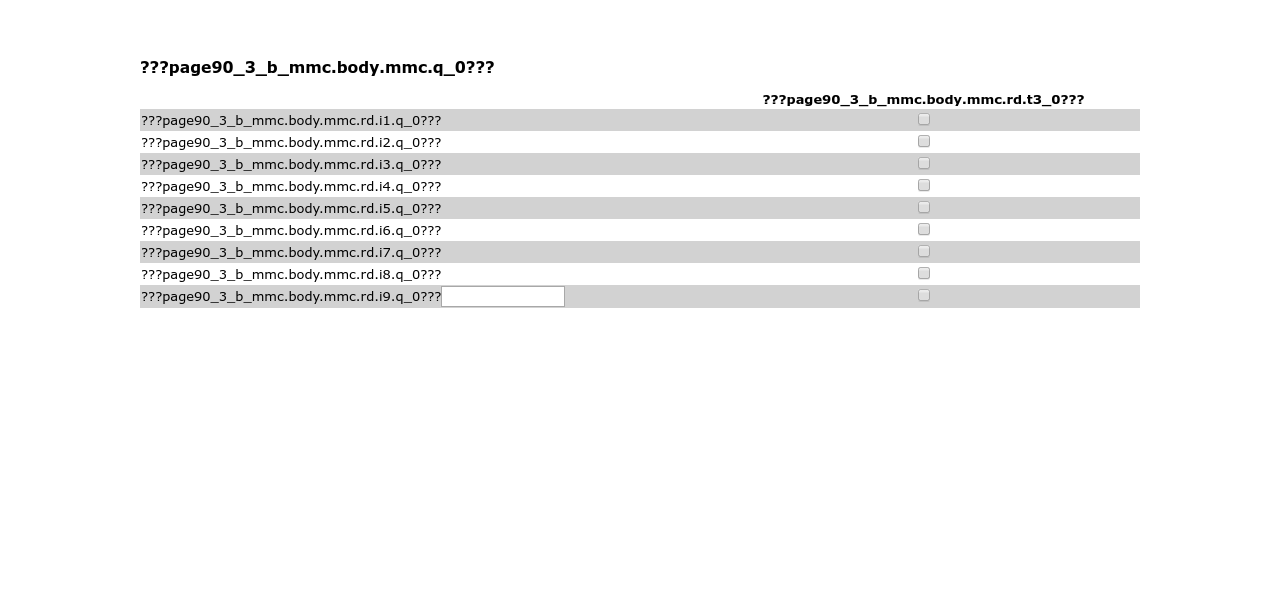 ???page90_3_b_mmc.body.mmc.q_0???
???page90_3_b_mmc.body.mmc.rd.t3_0???
???page90_3_b_mmc.body.mmc.rd.i1.q_0???
???page90_3_b_mmc.body.mmc.rd.i2.q_0???
???page90_3_b_mmc.body.mmc.rd.i3.q_0???
???page90_3_b_mmc.body.mmc.rd.i4.q_0???
???page90_3_b_mmc.body.mmc.rd.i5.q_0???
???page90_3_b_mmc.body.mmc.rd.i6.q_0???
???page90_3_b_mmc.body.mmc.rd.i7.q_0???
???page90_3_b_mmc.body.mmc.rd.i8.q_0???
???page90_3_b_mmc.body.mmc.rd.i9.q_0???